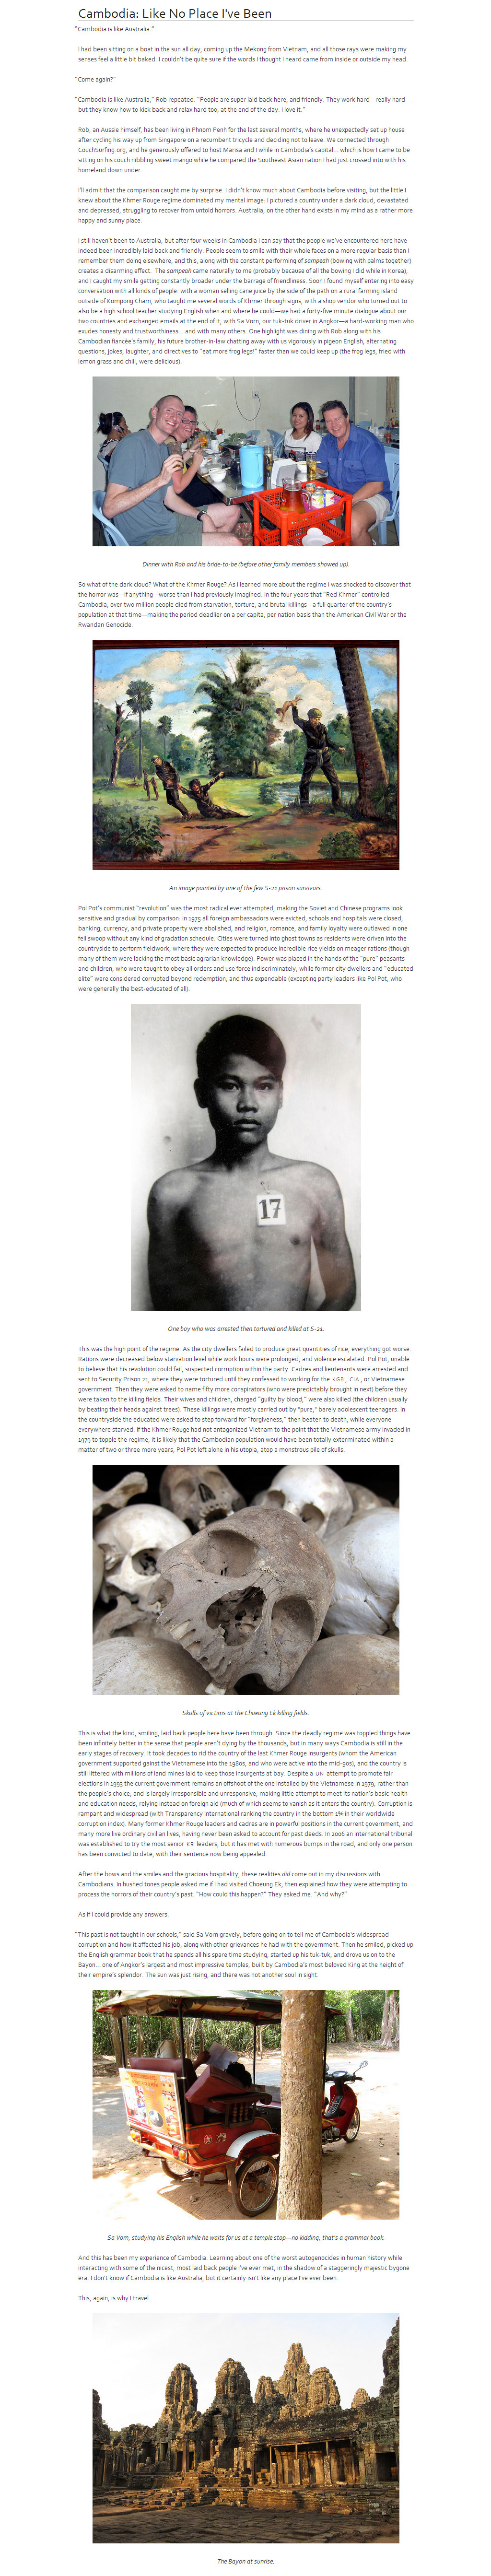 Cambodia: Like No Place I've Been
"Cambodia is like Australia."
I had been sitting on a boat in the sun all day, coming up the Mekong from Vietnam, and all those rays were making my
senses feel a little bit baked. I couldn't be quite sure if the words I thought I heard came from inside or outside my head.
"Come again?"
"Cambodia is like Australia," Rob repeated. "People are super laid back here, and friendly. They work hard—really hard—
but they know how to kick back and relax hard too, at the end of the day. I love it."
Rob, an Aussie himself, has been living in Phnom Penh for the last several months, where he unexpectedly set up house
after cycling his way up from Singapore on a recumbent tricycle and deciding not to leave. We connected through
CouchSurfing.org, and he generously offered to host Marisa and I while in Cambodia's capital... which is how I came to be
sitting on his couch nibbling sweet mango while he compared the Southeast Asian nation I had just crossed into with his
homeland down under.
I'll admit that the comparison caught me by surprise. I didn't know much about Cambodia before visiting, but the little I
knew about the Khmer Rouge regime dominated my mental image: I pictured a country under a dark cloud, devastated
and depressed, struggling to recover from untold horrors. Australia, on the other hand exists in my mind as a rather more
happy and sunny place.
I still haven't been to Australia, but after four weeks in Cambodia I can say that the people we've encountered here have
indeed been incredibly laid back and friendly. People seem to smile with their whole faces on a more regular basis than I
remember them doing elsewhere, and this, along with the constant performing of sampeah (bowing with palms together)
creates a disarming effect. The sampeah came naturally to me (probably because of all the bowing I did while in Korea),
and I caught my smile getting constantly broader under the barrage of friendliness. Soon I found myself entering into easy
conversation with all kinds of people: with a woman selling cane juice by the side of the path on a rural farming island
outside of Kompong Cham, who taught me several words of Khmer through signs, with a shop vendor who turned out to
also be a high school teacher studying English when and where he could—we had a forty-five minute dialogue about our
two countries and exchanged emails at the end of it, with Sa Vorn, our tuk-tuk driver in Angkor—a hard-working man who
exudes honesty and trustworthiness... and with many others. One highlight was dining with Rob along with his
Cambodian fiancée's family, his future brother-in-law chatting away with us vigorously in pigeon English, alternating
questions, jokes, laughter, and directives to "eat more frog legs!" faster than we could keep up (the frog legs, fried with
lemon grass and chili, were delicious).
Dinner with Rob and his bride-to-be (before other family members showed up).
So what of the dark cloud? What of the Khmer Rouge? As I learned more about the regime I was shocked to discover that
the horror was—if anything—worse than I had previously imagined. In the four years that "Red Khmer" controlled
Cambodia, over two million people died from starvation, torture, and brutal killings—a full quarter of the country's
population at that time—making the period deadlier on a per capita, per nation basis than the American Civil War or the
Rwandan Genocide.
An image painted by one of the few S-21 prison survivors.
Pol Pot's communist "revolution" was the most radical ever attempted, making the Soviet and Chinese programs look
sensitive and gradual by comparison: in 1975 all foreign ambassadors were evicted, schools and hospitals were closed,
banking, currency, and private property were abolished, and religion, romance, and family loyalty were outlawed in one
fell swoop without any kind of gradation schedule. Cities were turned into ghost towns as residents were driven into the
countryside to perform fieldwork, where they were expected to produce incredible rice yields on meager rations (though
many of them were lacking the most basic agrarian knowledge). Power was placed in the hands of the "pure" peasants
and children, who were taught to obey all orders and use force indiscriminately, while former city dwellers and "educated
elite" were considered corrupted beyond redemption, and thus expendable (excepting party leaders like Pol Pot, who
were generally the best-educated of all).
17
One boy who was arrested then tortured and killed at S-21.
This was the high point of the regime. As the city dwellers failed to produce great quantities of rice, everything got worse.
Rations were decreased below starvation level while work hours were prolonged, and violence escalated. Pol Pot, unable
to believe that his revolution could fail, suspected corruption within the party. Cadres and lieutenants were arrested and
sent to Security Prison 21, where they were tortured until they confessed to working for the KGB, CIA, or Vietnamese
government. Then they were asked to name fifty more conspirators (who were predictably brought in next) before they
were taken to the killing fields. Their wives and children, charged "guilty by blood," were also killed (the children usually
by beating their heads against trees). These killings were mostly carried out by "pure," barely adolescent teenagers. In
the countryside the educated were asked to step forward for "forgiveness," then beaten to death, while everyone
everywhere starved. If the Khmer Rouge had not antagonized Vietnam to the point that the Vietnamese army invaded in
1979 to topple the regime, it is likely that the Cambodian population would have been totally exterminated within a
matter of two or three more years, Pol Pot left alone in his utopia, atop a monstrous pile of skulls.
Skulls of victims at the Choeung Ek killing fields.
This is what the kind, smiling, laid back people here have been through. Since the deadly regime was toppled things have
been infinitely better in the sense that people aren't dying by the thousands, but in many ways Cambodia is still in the
early stages of recovery. It took decades to rid the country of the last Khmer Rouge insurgents (whom the American
government supported gainst the Vietnamese into the 1980s, and who were active into the mid-90s), and the country is
still littered with millions of land mines laid to keep those insurgents at bay. Despite a UN attempt to promote fair
elections in 1993 the current government remains an offshoot of the one installed by the Vietnamese in 1979, rather than
the people's choice, and is largely irresponsible and unresponsive, making little attempt to meet its nation's basic health
and education needs, relying instead on foreign aid (much of which seems to vanish as it enters the country). Corruption is
rampant and widespread (with Transparency International ranking the country in the bottom 1% in their worldwide
corruption index). Many former Khmer Rouge leaders and cadres are in powerful positions in the current government, and
many more live ordinary civilian lives, having never been asked to account for past deeds. In 2006 an international tribunal
was established to try the most senior KR leaders, but it has met with numerous bumps in the road, and only one person
has been convicted to date, with their sentence now being appealed.
After the bows and the smiles and the gracious hospitality, these realities did come out in my discussions with
Cambodians. In hushed tones people asked me if I had visited Choeung Ek, then explained how they were attempting to
process the horrors of their country's past. "How could this happen?" They asked me. "And why?"
As if I could provide any answers.
"This past is not taught in our schools," said Sa Vorn gravely, before going on to tell me of Cambodia's widespread
corruption and how it affected his job, along with other grievances he had with the government. Then he smiled, picked up
the English grammar book that he spends all his spare time studying, started up his tuk-tuk, and drove us on to the
Bayon... one of Angkor's largest and most impressive temples, built by Cambodia's most beloved King at the height of
their empire's splendor. The sun was just rising, and there was not another soul in sight.
Sa Vorn, studying his English while he waits for us at a temple stop—no kidding, that's a grammar book.
And this has been my experience of Cambodia. Learning about one of the worst autogenocides in human history while
interacting with some of the nicest, most laid back people I've ever met, in the shadow of a staggeringly majestic bygone
era. I don't know if Cambodia is like Australia, but it certainly isn't like any place I've ever been.
This, again, is why I travel.
The Bayon at sunrise.